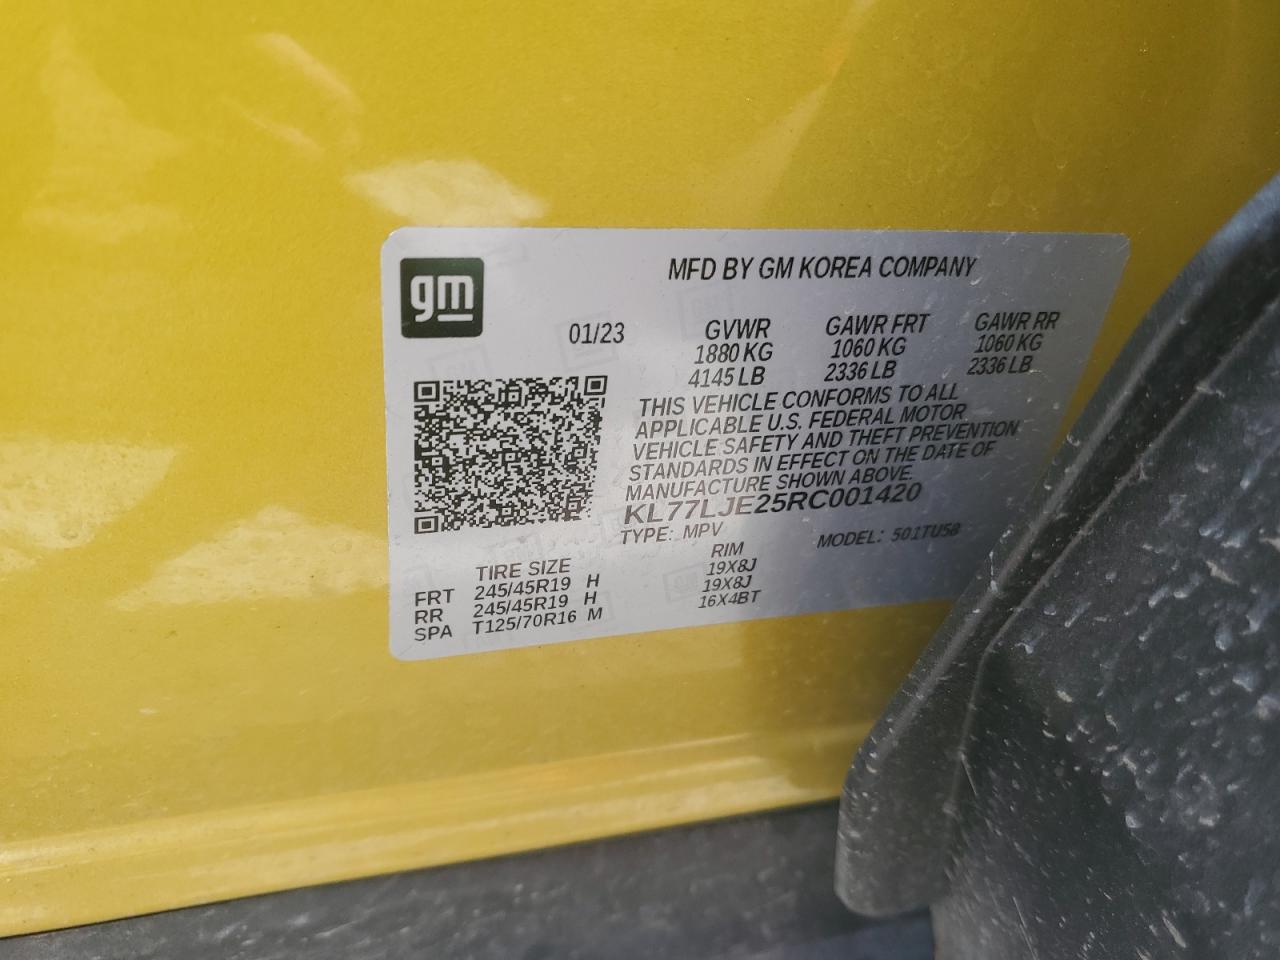 gm
MFD BY GM KOREA COMPANY
01/23 GVWR GAWR FRT GAWR RR
1880 KG 1060 KG 1060 KG
4145 LB 2336 LB 2336 LB
THIS VEHICLE CONFORMS TO ALL
APPLICABLE U.S. FEDERAL MOTOR
VEHICLE SAFETY AND THEFT PREVENTION
STANDARDS IN EFFECT ON THE DATE OF
MANUFACTURE SHOWN ABOVE.
KL77LJE25RC001420
TYPE: MPV MODEL: 501TU58
TIRE SIZE RIM
FRT 245/45R19 H 19X8J
RR 245/45R19 H 19X8J
SPA T125/70R16 M 16X4BT